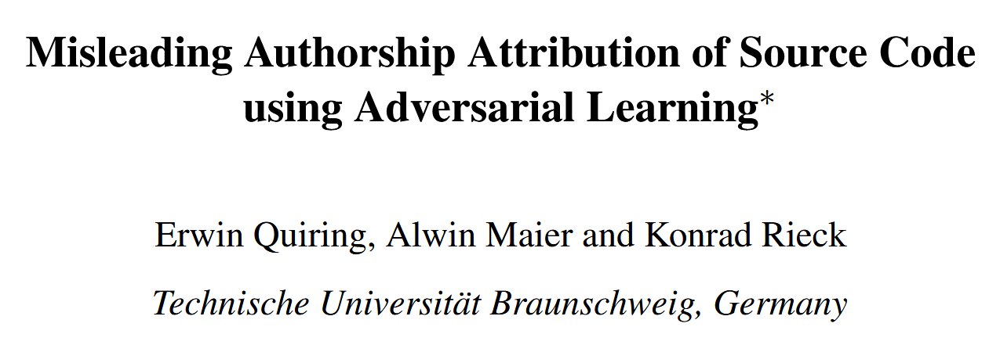 Misleading Authorship Attribution of Source Code
using Adversarial Learning*
Erwin Quiring, Alwin Maier and Konrad Rieck
Technische Universität Braunschweig, Germany